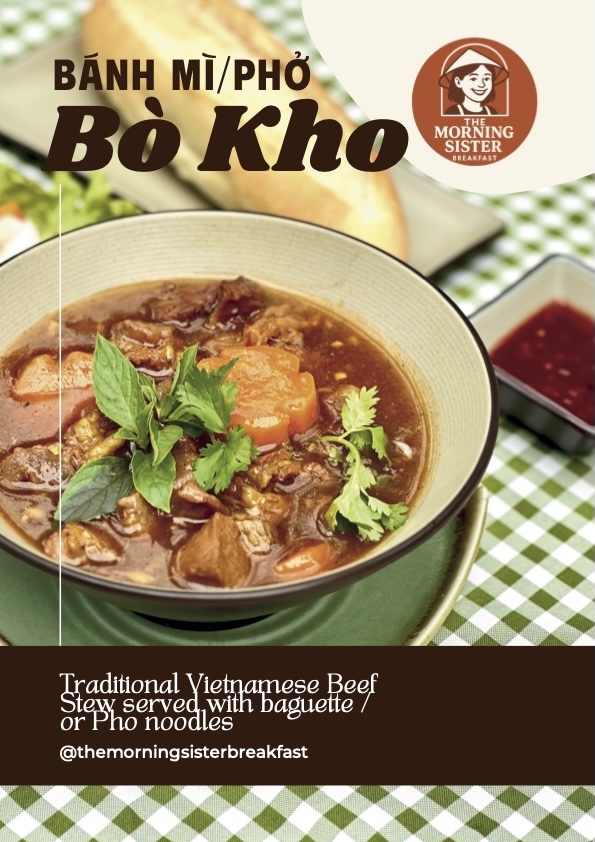 BÁNH MÌ/PHỞ
Bò Kho
THE
MORNING
SISTER
BREAKFAST
Traditional Vietnamese Beef
Stew served with baguette /
or Pho noodles
@themorningsisterbreakfast